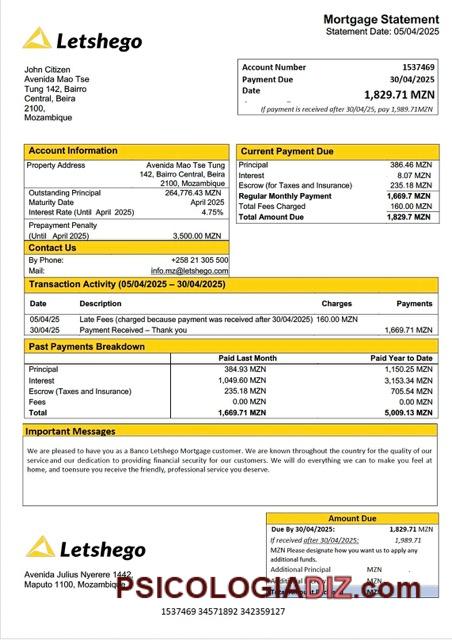 Mortgage Statement
Statement Date: 05/04/2025
Letshego
John Citizen
Avenida Mao Tse
Tung 142, Bairro
Central, Beira
2100,
Mozambique
Account Number 1537469
Payment Due 30/04/2025
Date 1,829.71 MZN
If payment is received after 30/04/25, pay 1,989.71MZN
Account Information
Property Address Avenida Mao Tse Tung
142, Bairro Central, Beira
2100, Mozambique
Outstanding Principal 264,776.43 MZN
Maturity Date April 2025
Interest Rate (Until April 2025) 4.75%
Prepayment Penalty
(Until April 2025) 3,500.00 MZN
Contact Us
By Phone: +258 21 305 500
Mail: info.mz@letshego.com
Current Payment Due
Principal 386.46 MZN
Interest 8.07 MZN
Escrow (for Taxes and Insurance) 235.18 MZN
Regular Monthly Payment 1,669.7 MZN
Total Fees Charged 160.00 MZN
Total Amount Due 1,829.7 MZN
Transaction Activity (05/04/2025 – 30/04/2025)
Date Description Charges Payments
05/04/25 Late Fees (charged because payment was received after 30/04/2025) 160.00 MZN
30/04/25 Payment Received – Thank you 1,669.71 MZN
Past Payments Breakdown
Paid Last Month Paid Year to Date
Principal 384.93 MZN 1,150.25 MZN
Interest 1,049.60 MZN 3,153.34 MZN
Escrow (Taxes and Insurance) 235.18 MZN 705.54 MZN
Fees 0.00 MZN 0.00 MZN
Total 1,669.71 MZN 5,009.13 MZN
Important Messages
We are pleased to have you as a Banco Letshego Mortgage customer. We are known throughout the country for the quality of our
service and our dedication to providing financial security for our customers. We will do everything we can to make you feel at
home, and toensure you receive the friendly, professional service you deserve.
Amount Due
Due By 30/04/2025: 1,829.71 MZN
If received after 30/04/2025: 1,989.71
MZN Please designate how you want us to apply any
additional funds.
Additional Principal MZN
Letshego
Avenida Julius Nyerere 1442,
Maputo 1100, Mozambique
PSICOLOGIADIZ.com
1537469 34571892 342359127